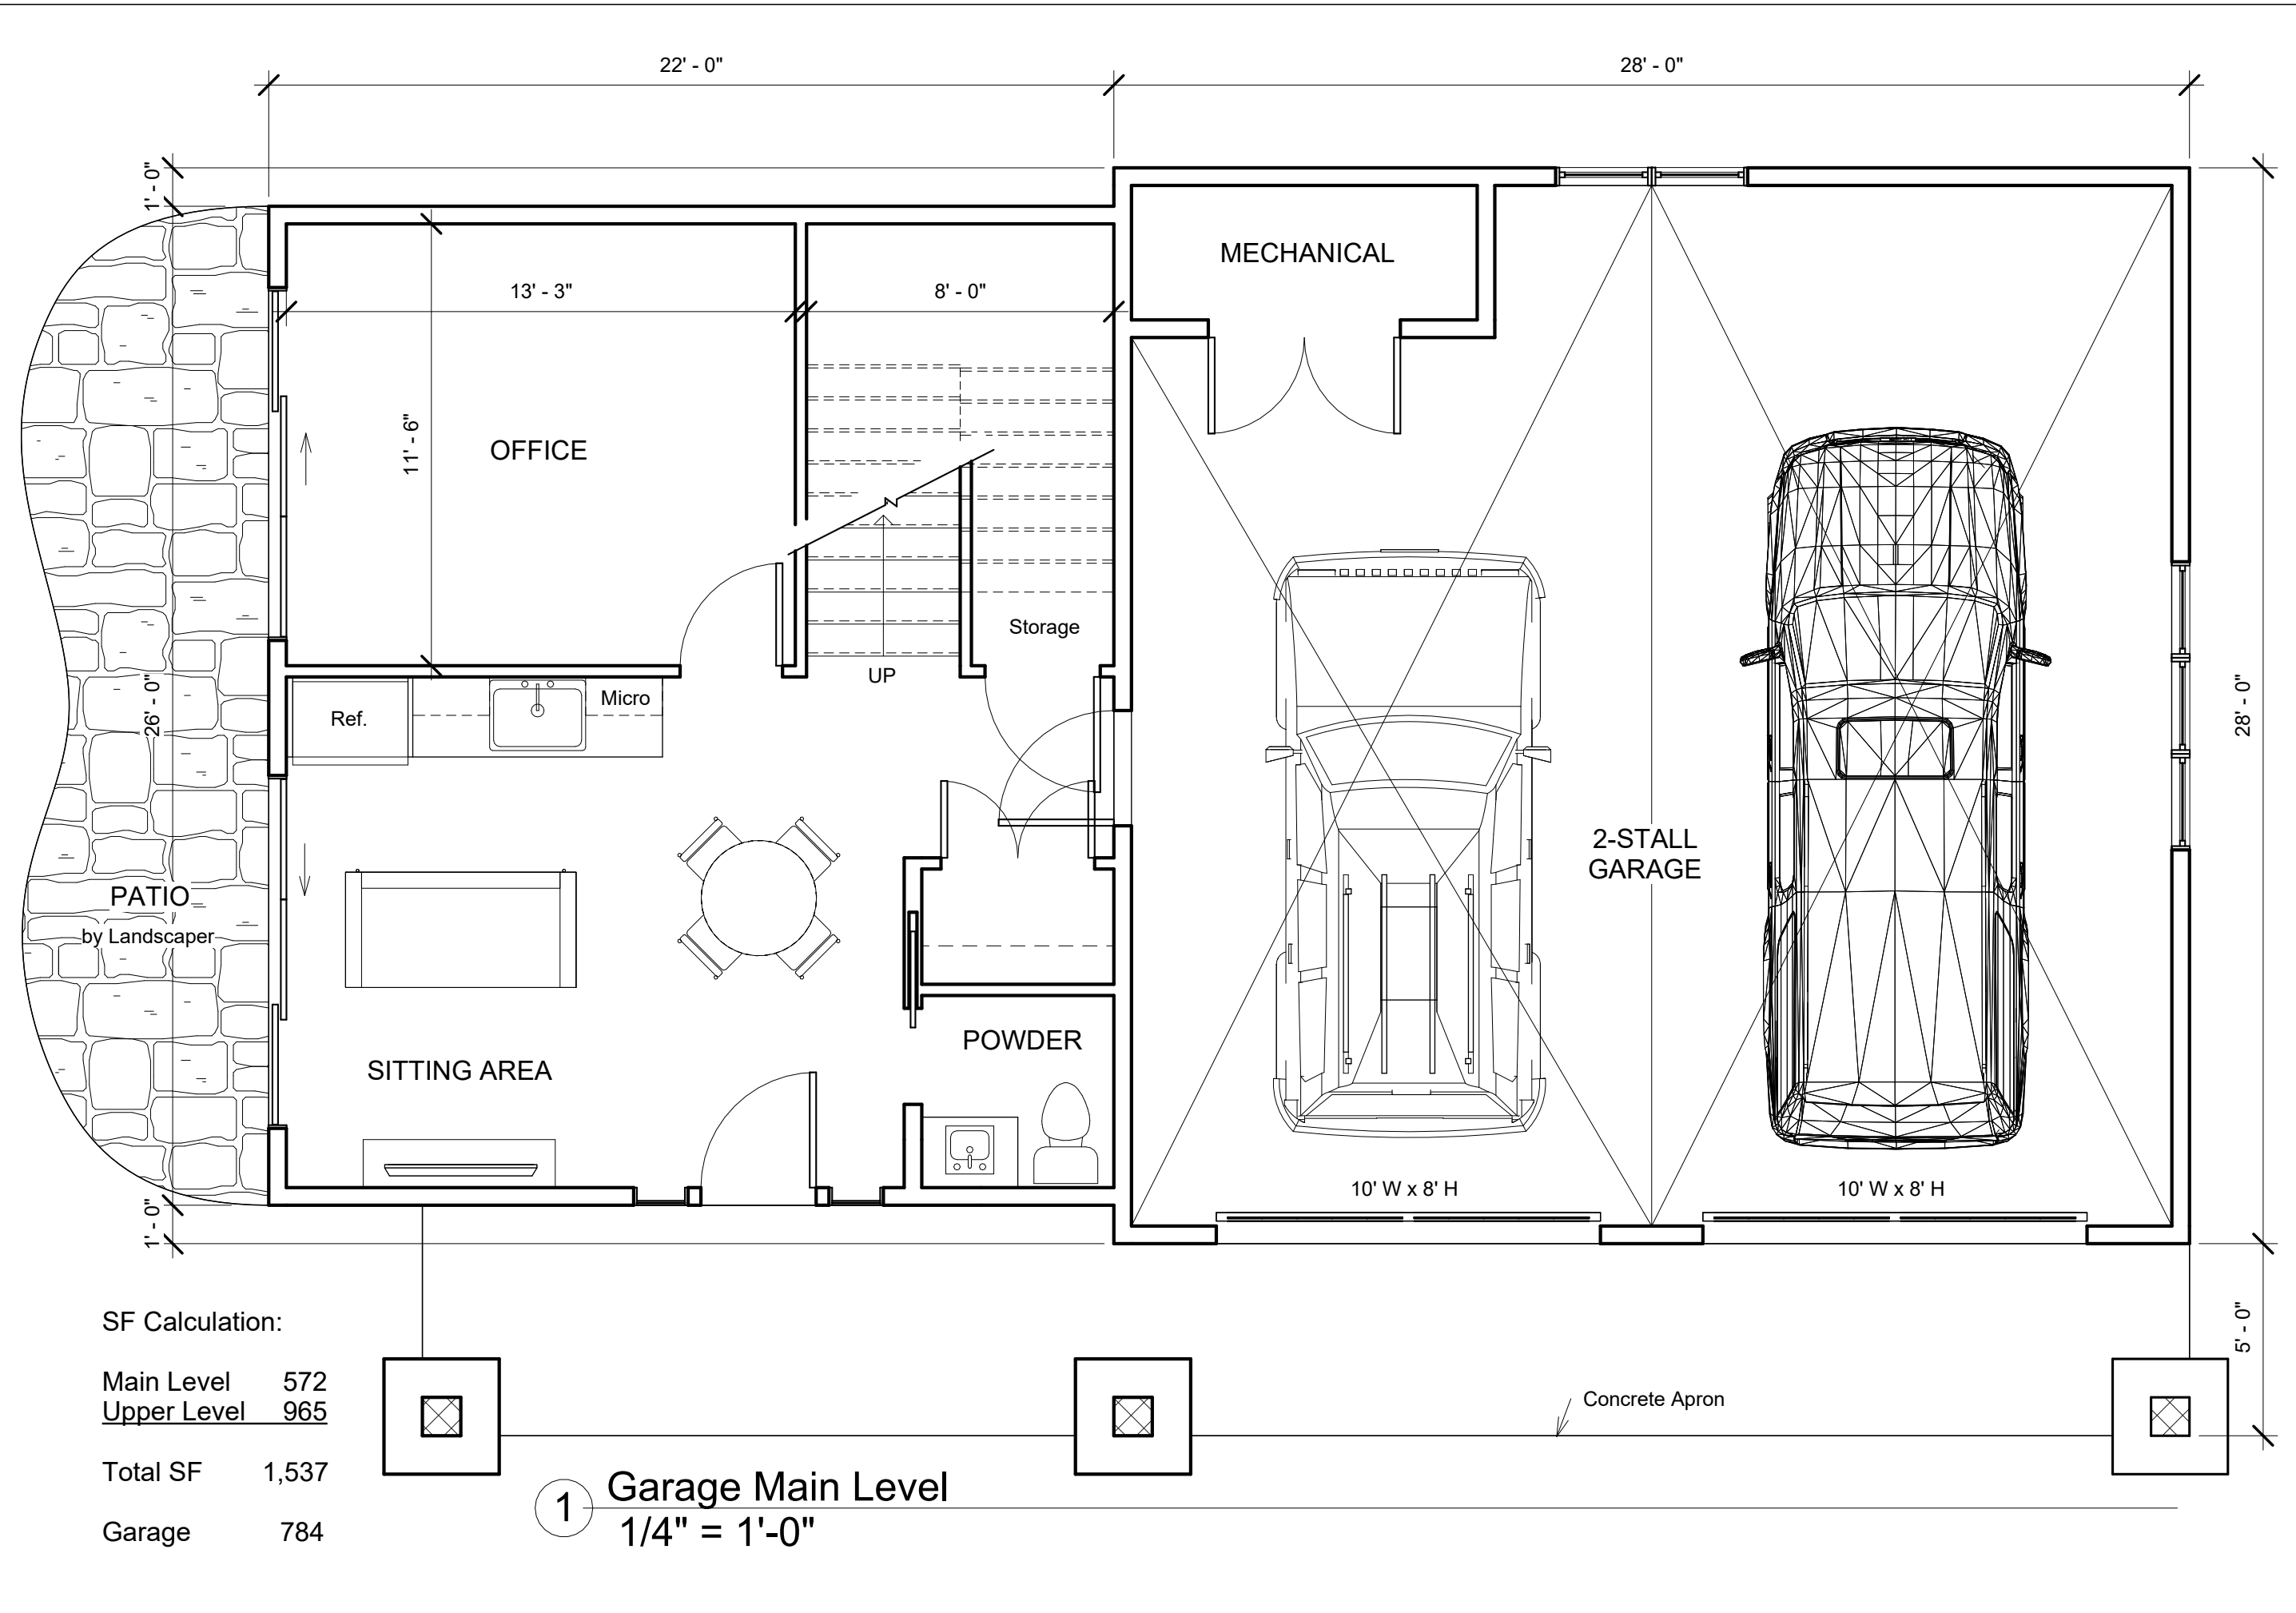 22' - 0"
28' - 0"
1' - 0"
MECHANICAL
13' - 3"
8' - 0"
11' - 6"
OFFICE
Storage
UP
Ref.
Micro
26' - 0"
28' - 0"
2-STALL
GARAGE
PATIO
by Landscaper
POWDER
SITTING AREA
10' W x 8' H
10' W x 8' H
1' - 0"
5' - 0"
SF Calculation:
Main Level 572
Upper Level 965
Total SF 1,537
Garage 784
Concrete Apron
1 Garage Main Level
1/4" = 1'-0"